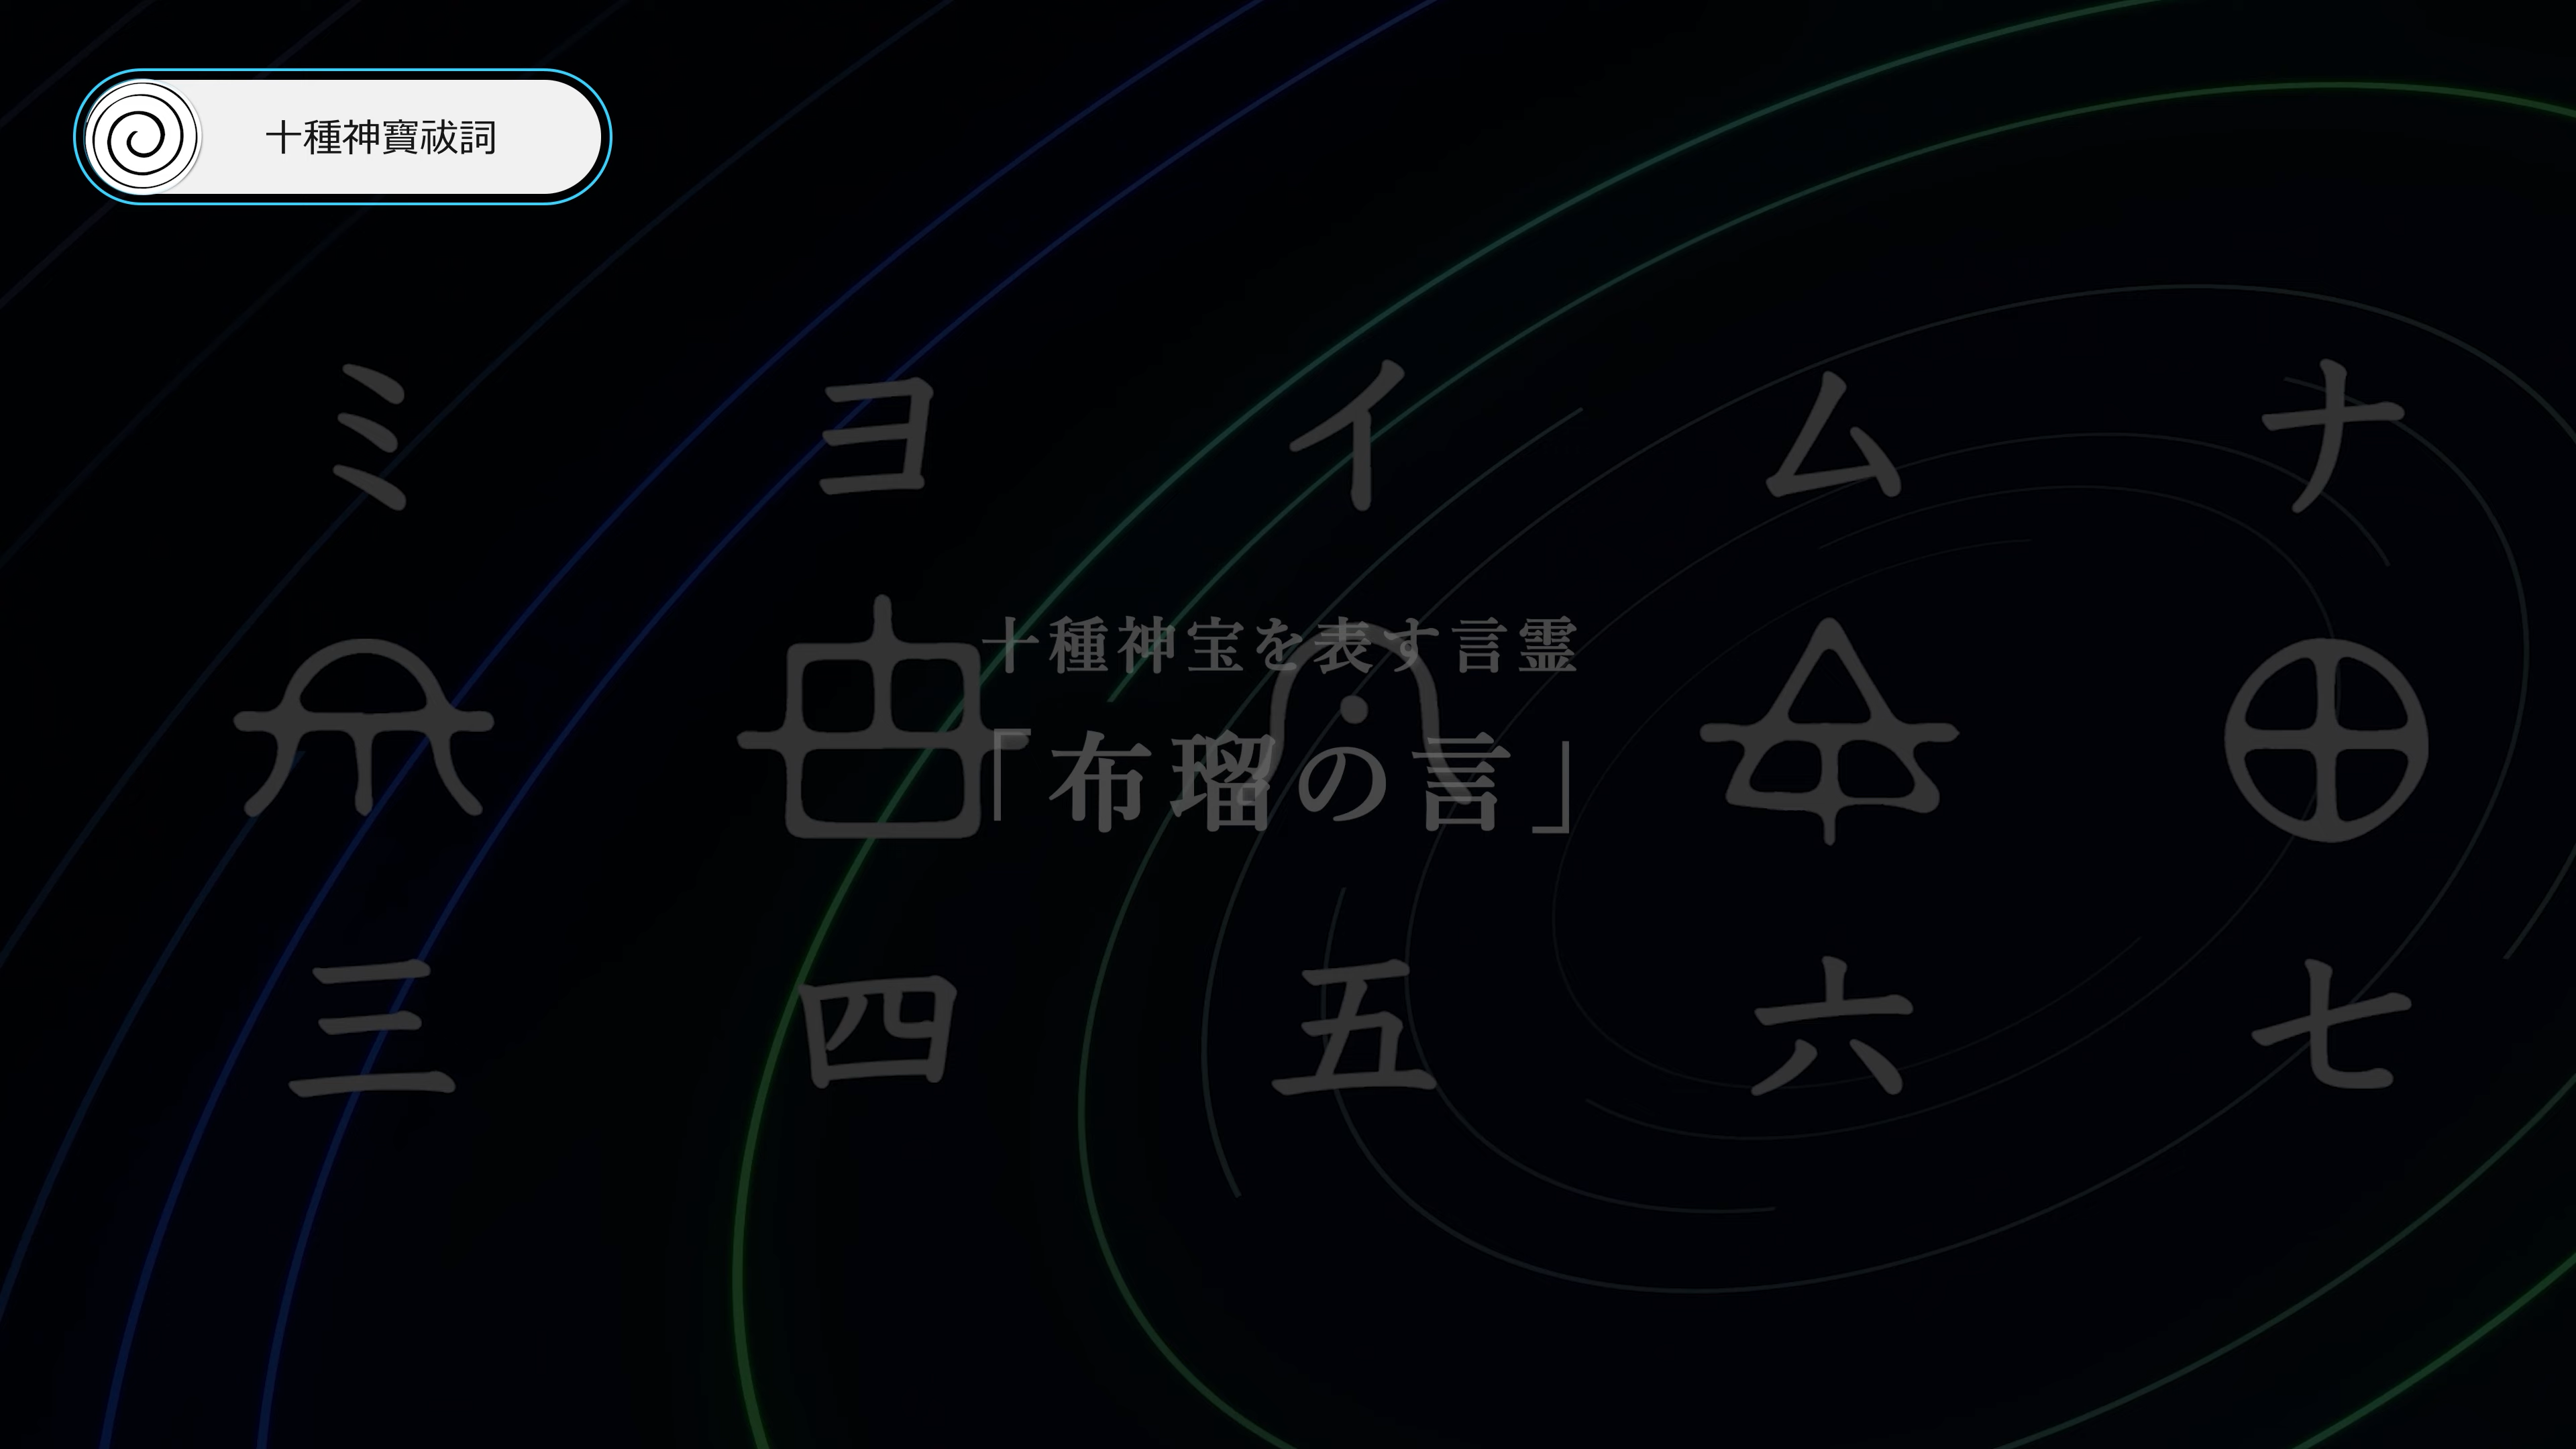 十種神寶祓詞
ミ ヨ イ ム ナ
十種神宝を表す言霊
「布瑠の言」
三 四 五 六 七